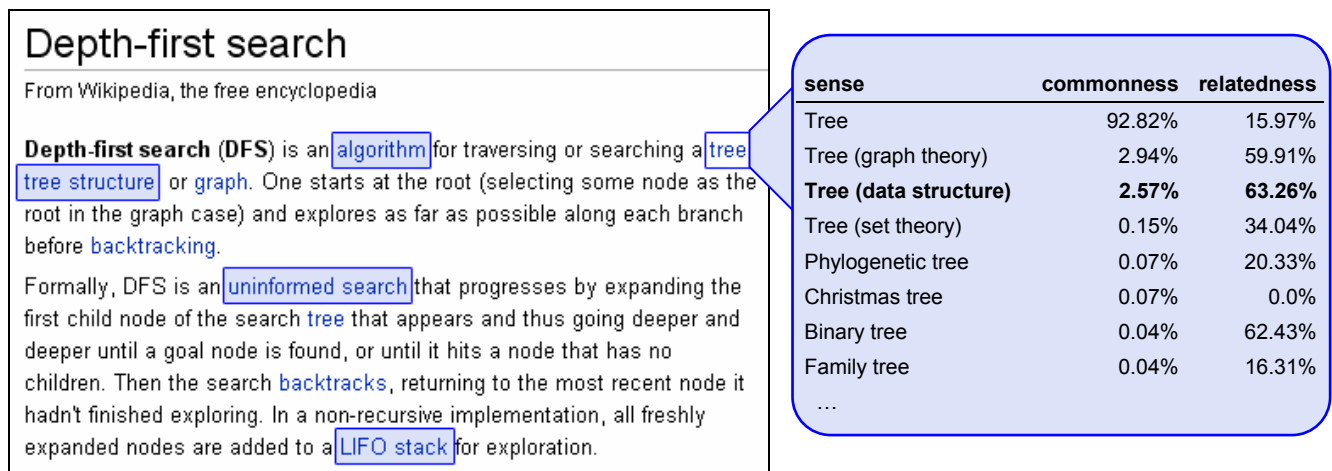 Depth-first search
From Wikipedia, the free encyclopedia
Depth-first search (DFS) is an algorithm for traversing or searching a tree
tree structure or graph. One starts at the root (selecting some node as the
root in the graph case) and explores as far as possible along each branch
before backtracking.
Formally, DFS is an uninformed search that progresses by expanding the
first child node of the search tree that appears and thus going deeper and
deeper until a goal node is found, or until it hits a node that has no
children. Then the search backtracks, returning to the most recent node it
hadn't finished exploring. In a non-recursive implementation, all freshly
expanded nodes are added to a LIFO stack for exploration.
sense commonness relatedness
Tree 92.82% 15.97%
Tree (graph theory) 2.94% 59.91%
Tree (data structure) 2.57% 63.26%
Tree (set theory) 0.15% 34.04%
Phylogenetic tree 0.07% 20.33%
Christmas tree 0.07% 0.0%
Binary tree 0.04% 62.43%
Family tree 0.04% 16.31%
…